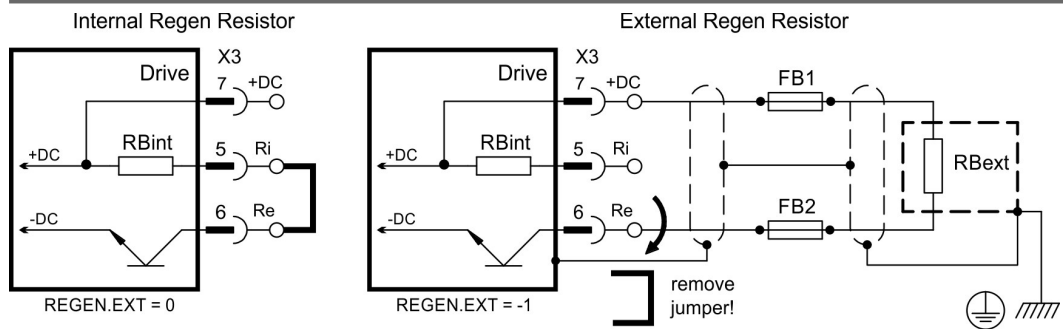 Internal Regen Resistor
Drive
X3
7
+DC
+DC
RBint
5
Ri
-DC
6
Re
REGEN.EXT = 0
External Regen Resistor
Drive
X3
7
+DC
+DC
RBint
5
Ri
-DC
6
Re
REGEN.EXT = -1
FB1
FB2
RBext
remove
jumper!